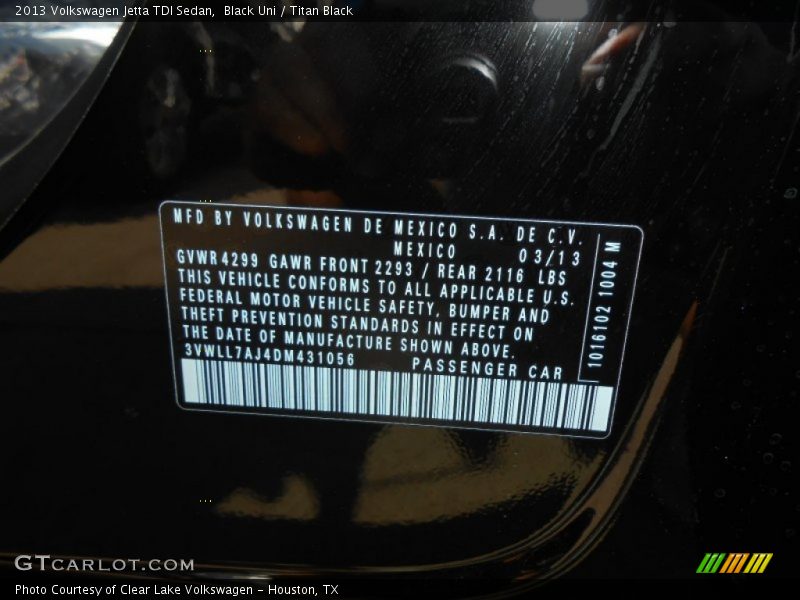 2013 Volkswagen Jetta TDI Sedan,  Black Uni / Titan Black
MFD BY VOLKSWAGEN DE MEXICO S.A. DE C.V.
MEXICO 03/13
GVWR4299 GAWR FRONT 2293 / REAR 2116 LBS
THIS VEHICLE CONFORMS TO ALL APPLICABLE U.S.
FEDERAL MOTOR VEHICLE SAFETY, BUMPER AND
THEFT PREVENTION STANDARDS IN EFFECT ON
THE DATE OF MANUFACTURE SHOWN ABOVE.
3VWLL7AJ4DM431056 PASSENGER CAR
1016102 1004 M
GTCARLOT.COM
Photo Courtesy of Clear Lake Volkswagen - Houston, TX